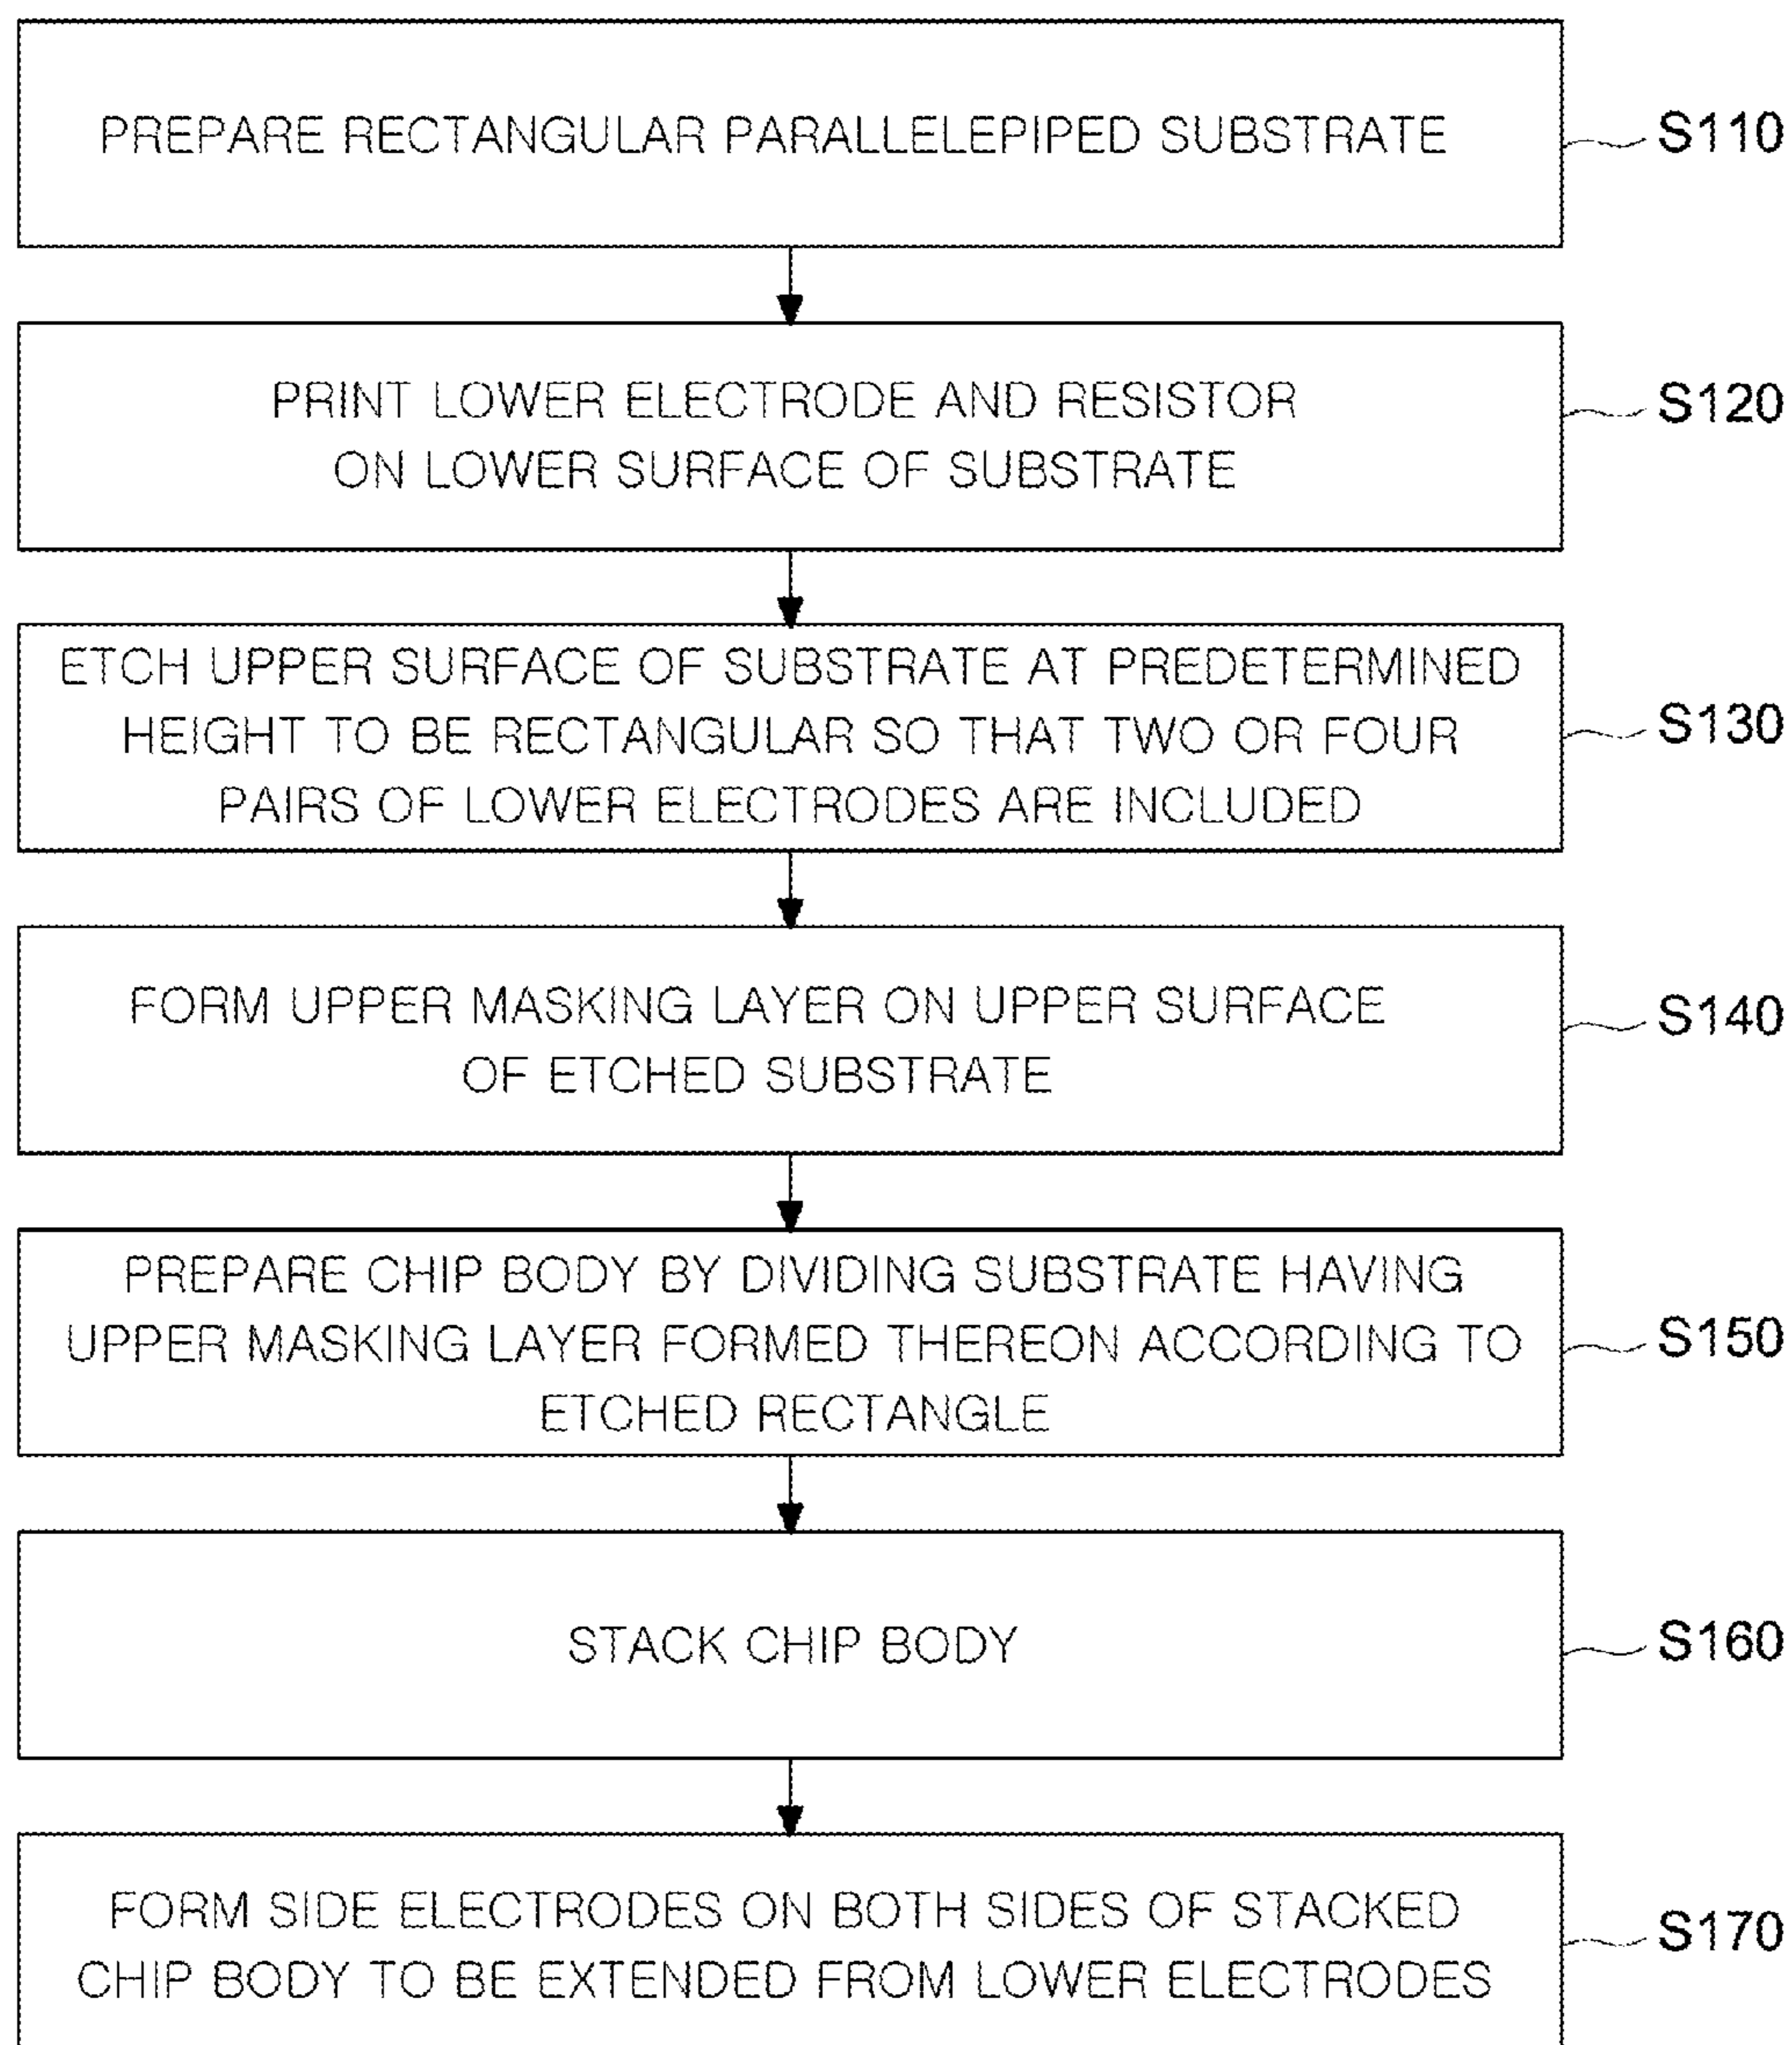 PREPARE RECTANGULAR PARALLELEPIPED SUBSTRATE
S110
PRINT LOWER ELECTRODE AND RESISTOR
ON LOWER SURFACE OF SUBSTRATE
S120
ETCH UPPER SURFACE OF SUBSTRATE AT PREDETERMINED
HEIGHT TO BE RECTANGULAR SO THAT TWO OR FOUR
PAIRS OF LOWER ELECTRODES ARE INCLUDED
S130
FORM UPPER MASKING LAYER ON UPPER SURFACE
OF ETCHED SUBSTRATE
S140
PREPARE CHIP BODY BY DIVIDING SUBSTRATE HAVING
UPPER MASKING LAYER FORMED THEREON ACCORDING TO
ETCHED RECTANGLE
S150
STACK CHIP BODY
S160
FORM SIDE ELECTRODES ON BOTH SIDES OF STACKED
CHIP BODY TO BE EXTENDED FROM LOWER ELECTRODES
S170